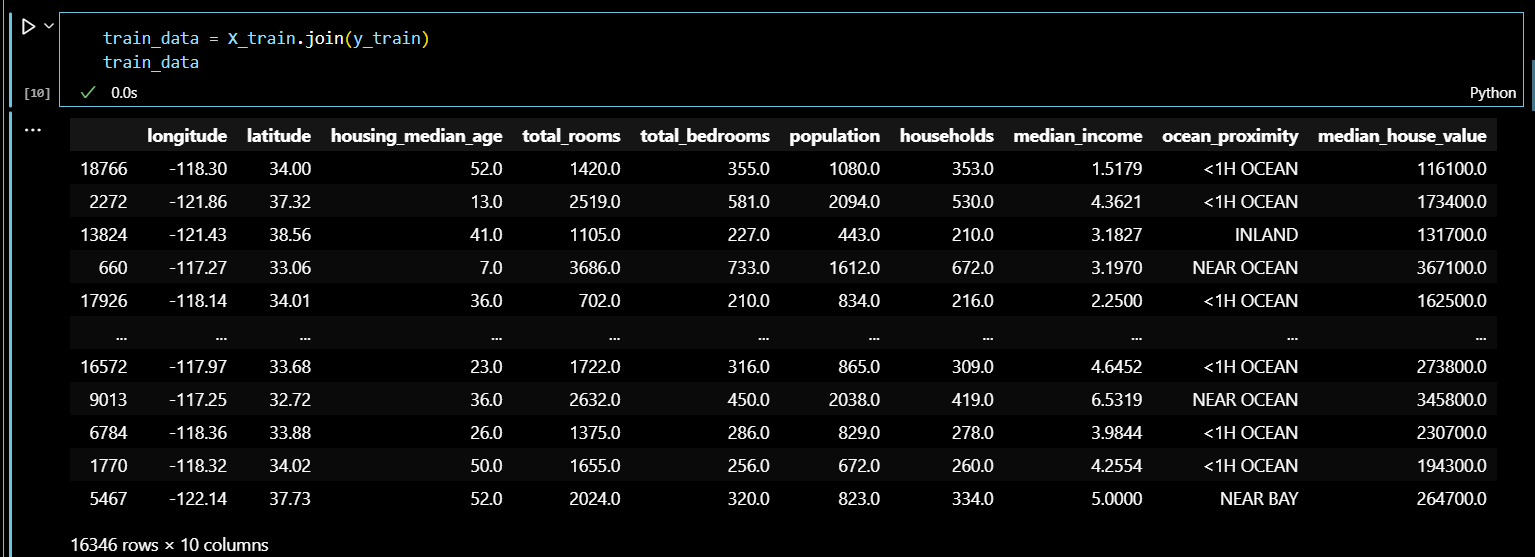 train_data = X_train.join(y_train)
train_data
[10] ✓ 0.0s Python
...
longitude latitude housing_median_age total_rooms total_bedrooms population households median_income ocean_proximity median_house_value
18766 -118.30 34.00 52.0 1420.0 355.0 1080.0 353.0 1.5179 <1H OCEAN 116100.0
2272 -121.86 37.32 13.0 2519.0 581.0 2094.0 530.0 4.3621 <1H OCEAN 173400.0
13824 -121.43 38.56 41.0 1105.0 227.0 443.0 210.0 3.1827 INLAND 131700.0
660 -117.27 33.06 7.0 3686.0 733.0 1612.0 672.0 3.1970 NEAR OCEAN 367100.0
17926 -118.14 34.01 36.0 702.0 210.0 834.0 216.0 2.2500 <1H OCEAN 162500.0
... ... ... ... ... ... ... ... ... ... ...
16572 -117.97 33.68 23.0 1722.0 316.0 865.0 309.0 4.6452 <1H OCEAN 273800.0
9013 -117.25 32.72 36.0 2632.0 450.0 2038.0 419.0 6.5319 NEAR OCEAN 345800.0
6784 -118.36 33.88 26.0 1375.0 286.0 829.0 278.0 3.9844 <1H OCEAN 230700.0
1770 -118.32 34.02 50.0 1655.0 256.0 672.0 260.0 4.2554 <1H OCEAN 194300.0
5467 -122.14 37.73 52.0 2024.0 320.0 823.0 334.0 5.0000 NEAR BAY 264700.0
16346 rows × 10 columns